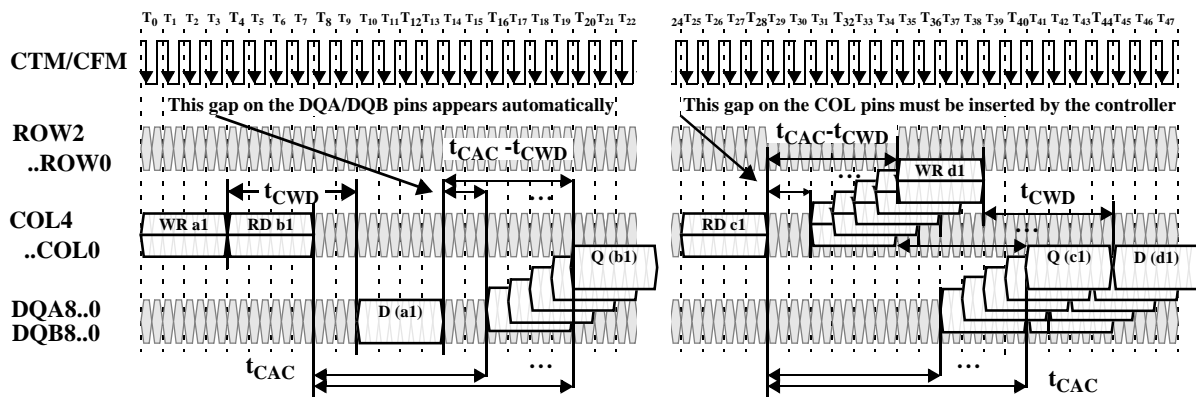 T0 T1 T2 T3 T4 T5 T6 T7 T8 T9 T10 T11 T12 T13 T14 T15 T16 T17 T18 T19 T20 T21 T22
24 T25 T26 T27 T28 T29 T30 T31 T32 T33 T34 T35 T36 T37 T38 T39 T40 T41 T42 T43 T44 T45 T46 T47
CTM/CFM
This gap on the DQA/DQB pins appears automatically
This gap on the COL pins must be inserted by the controller
ROW2
..ROW0
tCAC -tCWD
tCAC-tCWD
...
WR d1
tCWD
...
tCWD
...
COL4
..COL0
WR a1
RD b1
RD c1
Q (b1)
Q (c1)
D (d1)
DQA8..0
DQB8..0
D (a1)
tCAC
...
...
tCAC